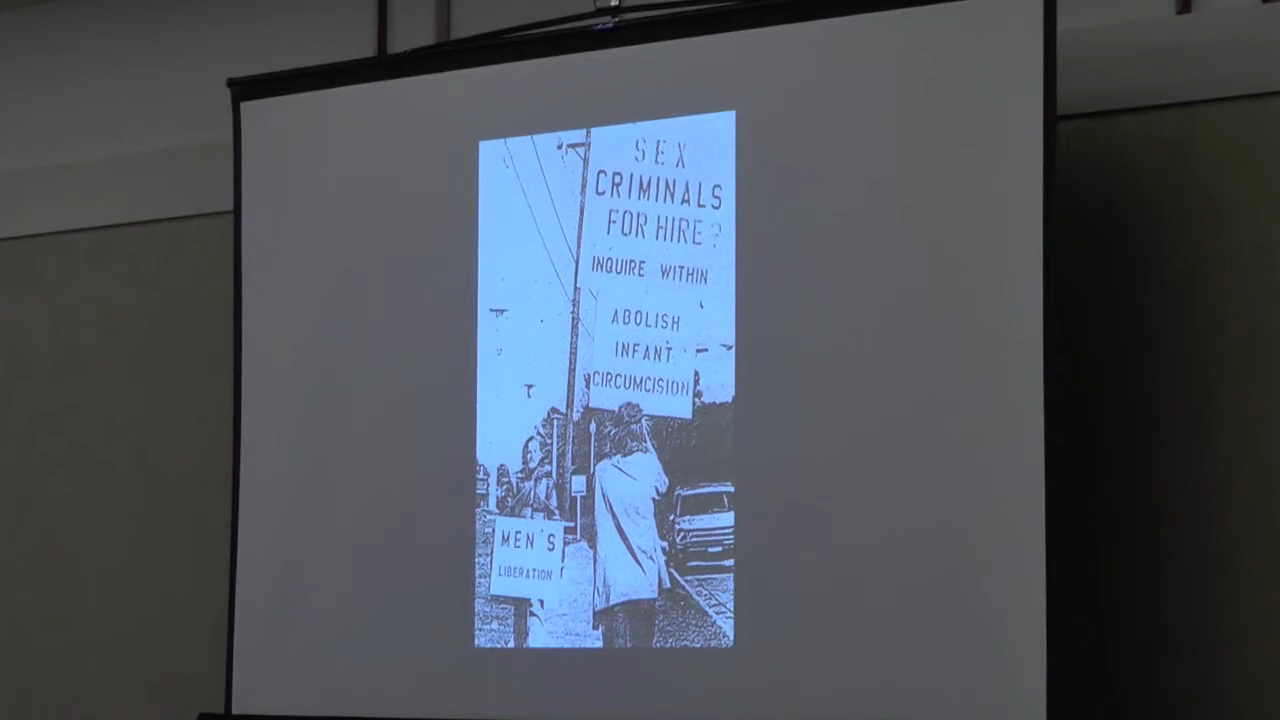 SEX
CRIMINALS
FOR HIRE?
INQUIRE WITHIN
ABOLISH
INFANT
CIRCUMCISION
MEN'S
LIBERATION